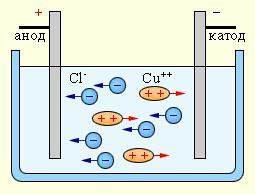 + −
анод катод
Cl⁻ Cu⁺⁺
− −
+ + −
− −
− + +